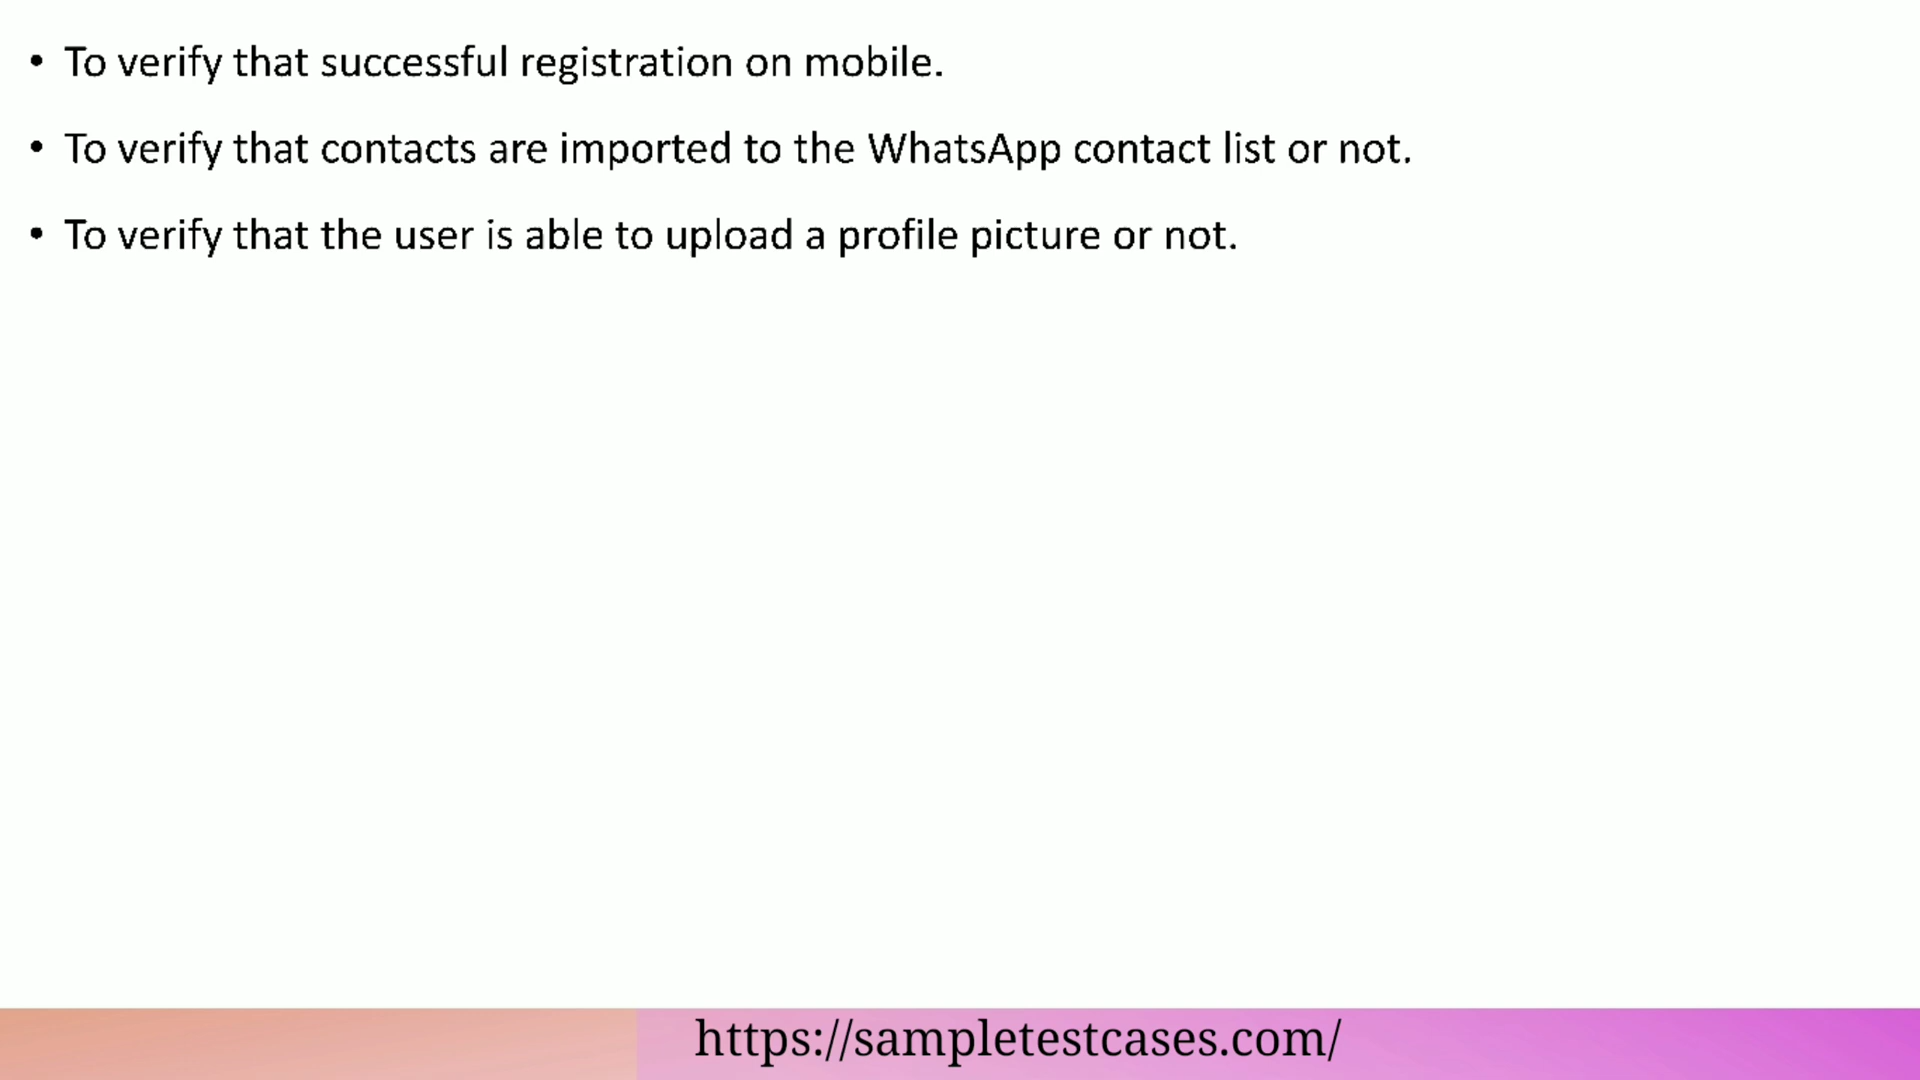 • To verify that successful registration on mobile.
• To verify that contacts are imported to the WhatsApp contact list or not.
• To verify that the user is able to upload a profile picture or not.
https://sampletestcases.com/